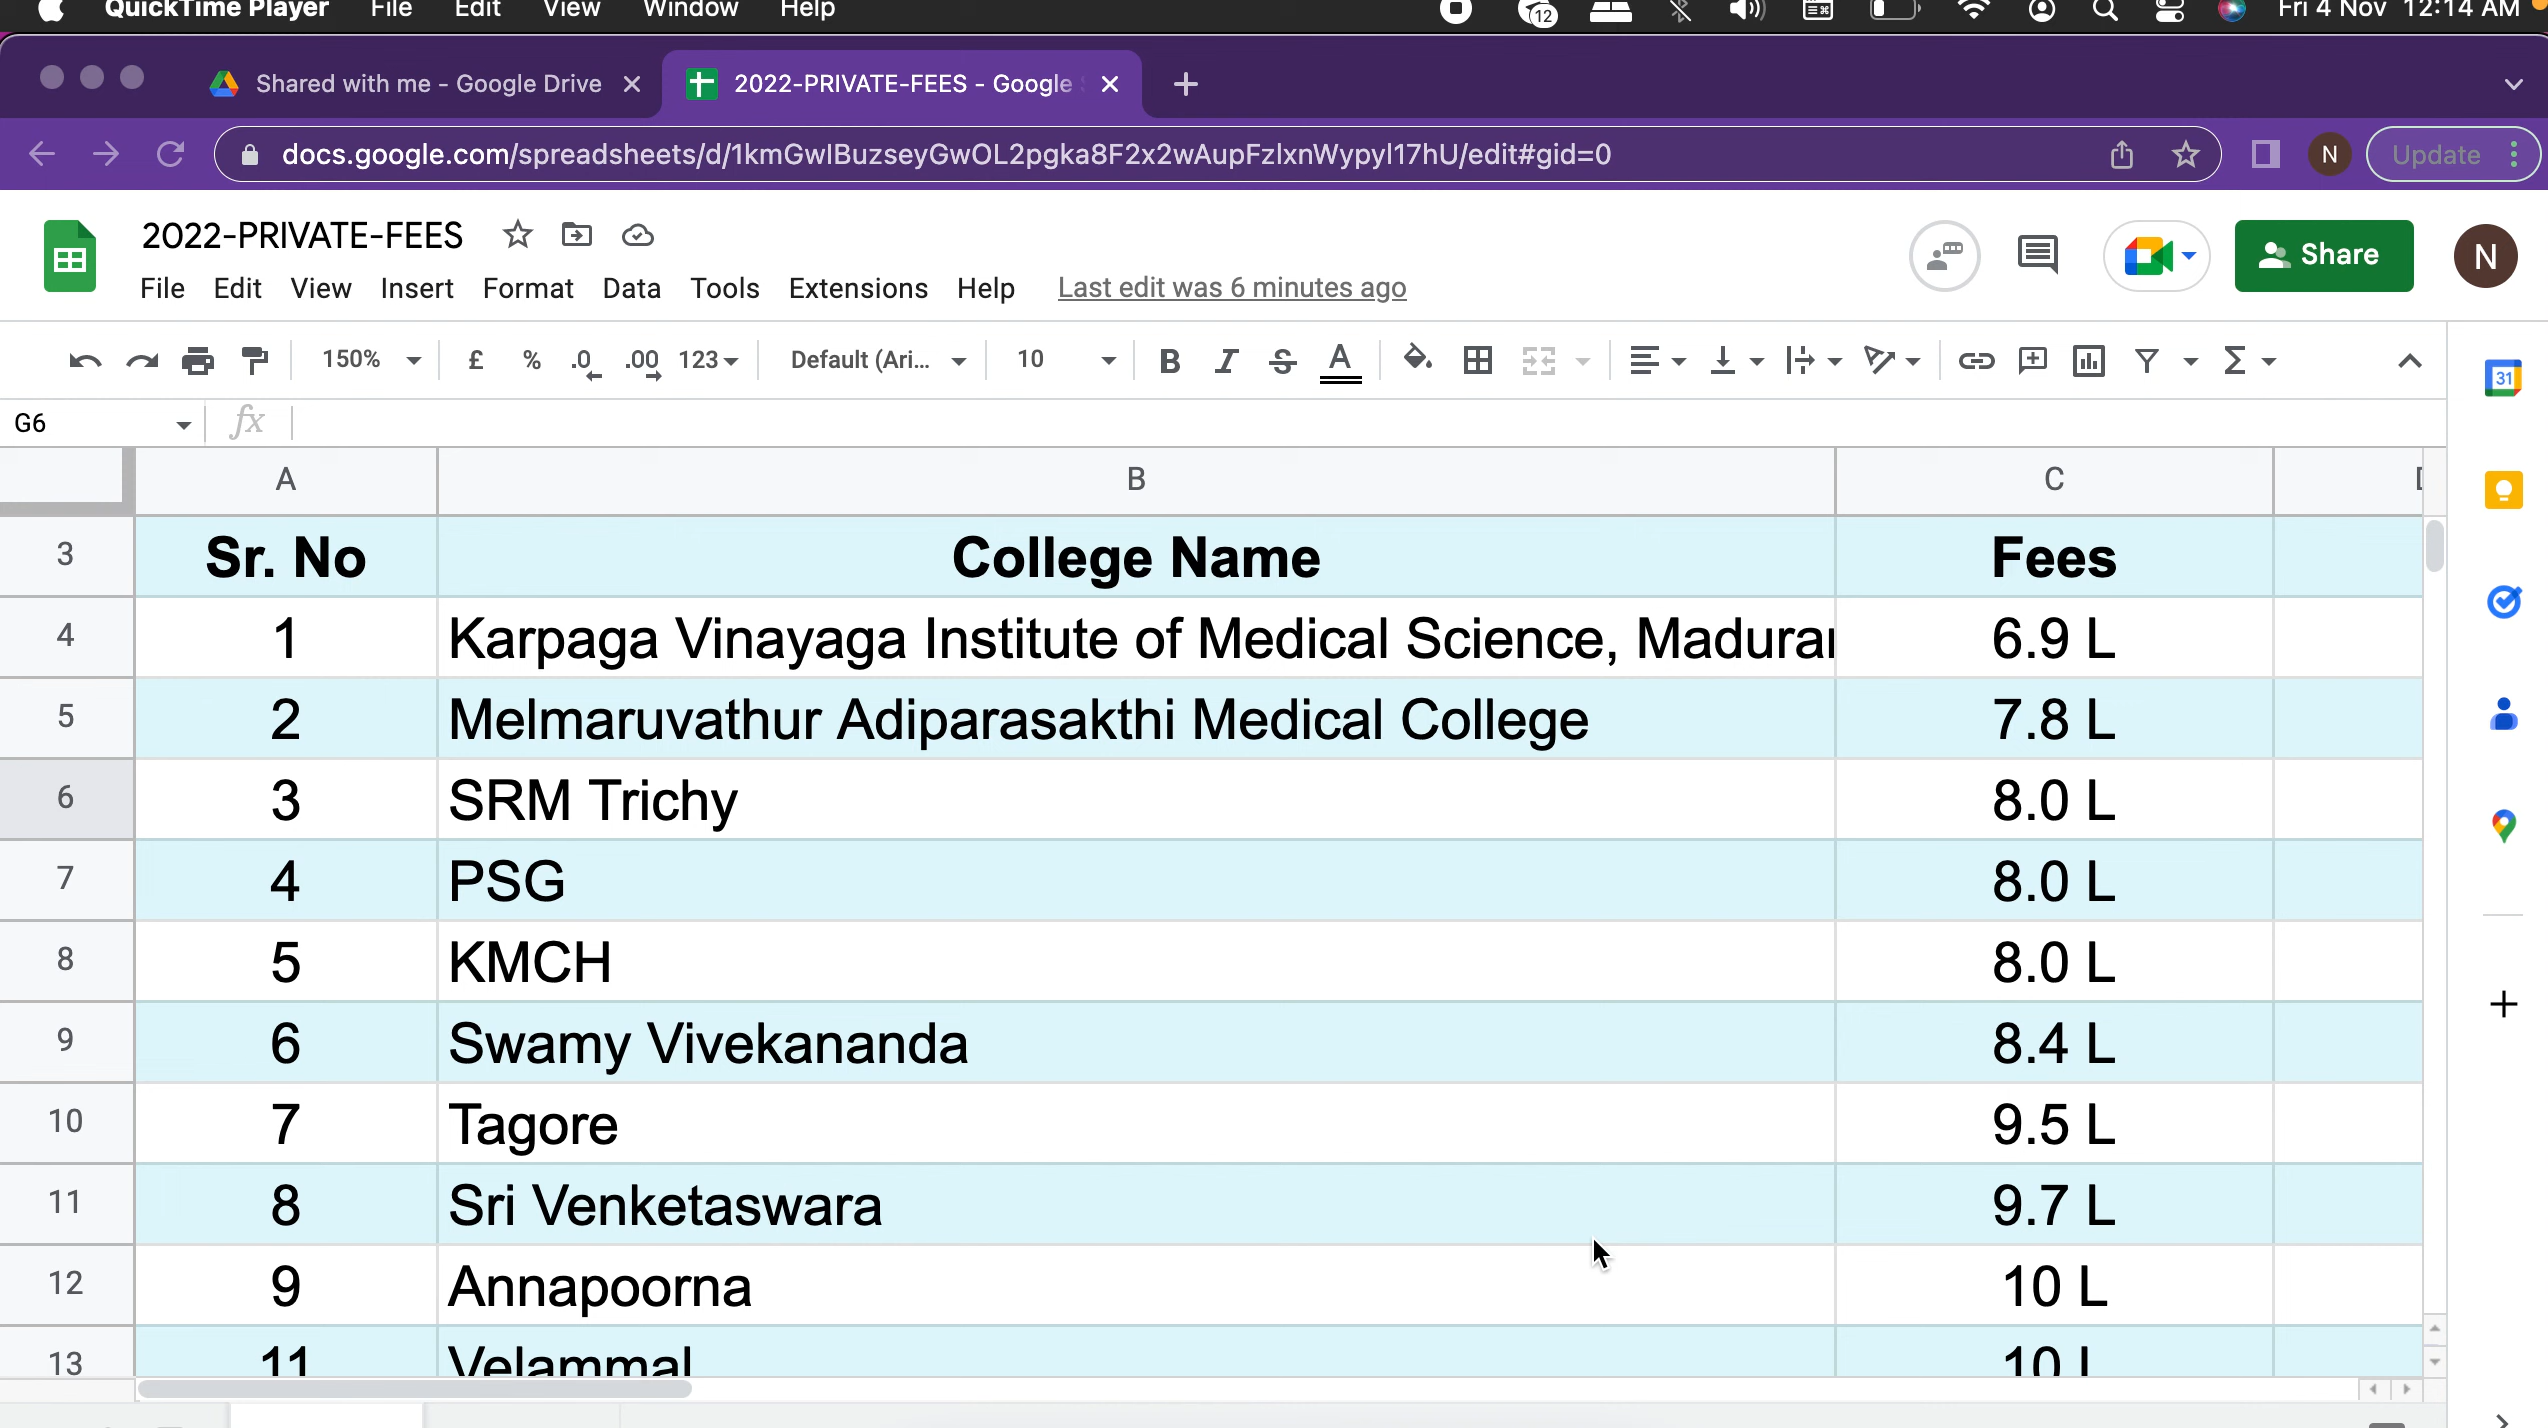 QuickTime Player File Edit View Window Help 12 Fri 4 Nov 12:14 AM
Shared with me - Google Drive 2022-PRIVATE-FEES - Google
docs.google.com/spreadsheets/d/1kmGwIBuzseyGwOL2pgka8F2x2wAupFzlxnWypyl17hU/edit#gid=0 N Update
2022-PRIVATE-FEES
File Edit View Insert Format Data Tools Extensions Help Last edit was 6 minutes ago Share N
150% £ % .0 .00 123 Default (Ari... 10 B I S A 31
G6 fx
A B C
3 Sr. No College Name Fees
4 1 Karpaga Vinayaga Institute of Medical Science, 6.9 L
5 2 Melmaruvathur Adiparasakthi Medical College 7.8 L
6 3 SRM Trichy 8.0 L
7 4 PSG 8.0 L
8 5 KMCH 8.0 L
9 6 Swamy Vivekananda 8.4 L
10 7 Tagore 9.5 L
11 8 Sri Venketaswara 9.7 L
12 9 Annapoorna 10 L
13 11 Velammal 10 L